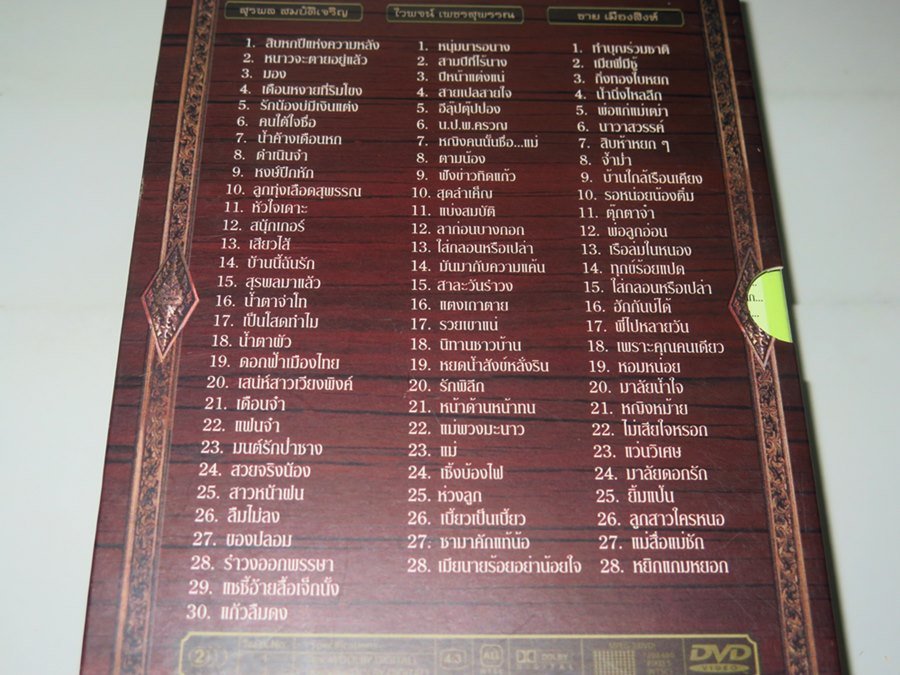 สุรพล สมบัติเจริญ
1. สิบหกปีแห่งความหลัง
2. หนาวจะตายอยู่แล้ว
3. มอง
4. เดือนหงายที่ริมโขง
5. รักน้องบ่มีเงินแต่ง
6. คนใต้ใจซื่อ
7. น้ำค้างเดือนหก
8. ดำเนินจ๋า
9. หงษ์ปีกหัก
10. ลูกทุ่งเลือดสุพรรณ
11. หัวใจเดาะ
12. สนุ๊กเกอร์
13. เสียวไส้
14. บ้านนี้ฉันรัก
15. สุรพลมาแล้ว
16. น้ำตาจ่าโท
17. เป็นโสดทำไม
18. น้ำตาผัว
19. ดอกฟ้าเมืองไทย
20. เสน่ห์สาวเวียงพิงค์
21. เดือนจ๋า
22. แฟนจ๋า
23. มนต์รักป่าซาง
24. สวยจริงน้อง
25. สาวหน้าฝน
26. ลืมไม่ลง
27. ของปลอม
28. รำวงออกพรรษา
29. แซซี้อ้ายลื้อเจ็กนั้ง
30. แก้วลืมดง
ไวพจน์ เพชรสุพรรณ
1. หนุ่มนารอนาง
2. สามปีที่ไร้นาง
3. ปีหน้าแต่งแน่
4. สายเปลสายใจ
5. อีลุ๊ปตุ๊ปป่อง
6. น.ป.พ.ครวญ
7. หญิงคนนั้นชื่อ...แม่
8. ตามน้อง
9. ฟังข่าวทิดแก้ว
10. สุดลำเค็ญ
11. แบ่งสมบัติ
12. ลาก่อนบางกอก
13. ใส่กลอนหรือเปล่า
14. มันมากับความแค้น
15. สาละวันรำวง
16. แตงเถาตาย
17. รวยเขาแน่
18. นิทานชาวบ้าน
19. หยดน้ำสังข์หลั่งริน
20. รักพิลึก
21. หน้าด้านหน้าทน
22. แม่พวงมะนาว
23. แม่
24. เซิ้งบ้องไฟ
25. ห่วงลูก
26. เบี้ยวเป็นเบี้ยว
27. ซามาคักแท้น้อ
28. เมียนายร้อยอย่าน้อยใจ
ชาย เมืองสิงห์
1. ทำบุญร่วมชาติ
2. เมียพี่มีชู้
3. กิ่งทองใบหยก
4. น้ำนิ่งไหลลึก
5. พ่อแก่แม่เฒ่า
6. นาวาสวรรค์
7. สิบห้าหยก ๆ
8. จ้ำม่ำ
9. บ้านใกล้เรือนเคียง
10. รอหน่อยน้องติ๋ม
11. ตุ๊กตาจ๋า
12. พ่อลูกอ่อน
13. เรือล่มในหนอง
14. ทุกข์ร้อยแปด
15. ใส่กลอนหรือเปล่า
16. ฮักกันบ่ได้
17. พี่ไปหลายวัน
18. เพราะคุณคนเดียว
19. หอมหน่อย
20. มาลัยน้ำใจ
21. หญิงหม้าย
22. ไม่เสียใจหรอก
23. แว่นวิเศษ
24. มาลัยดอกรัก
25. ยิ้มแป้น
26. ลูกสาวใครหนอ
27. แม่สื่อแม่ชัก
28. หยิกแกมหยอก
2
4:3
DOLBY
DIGITAL
DVD
VIDEO